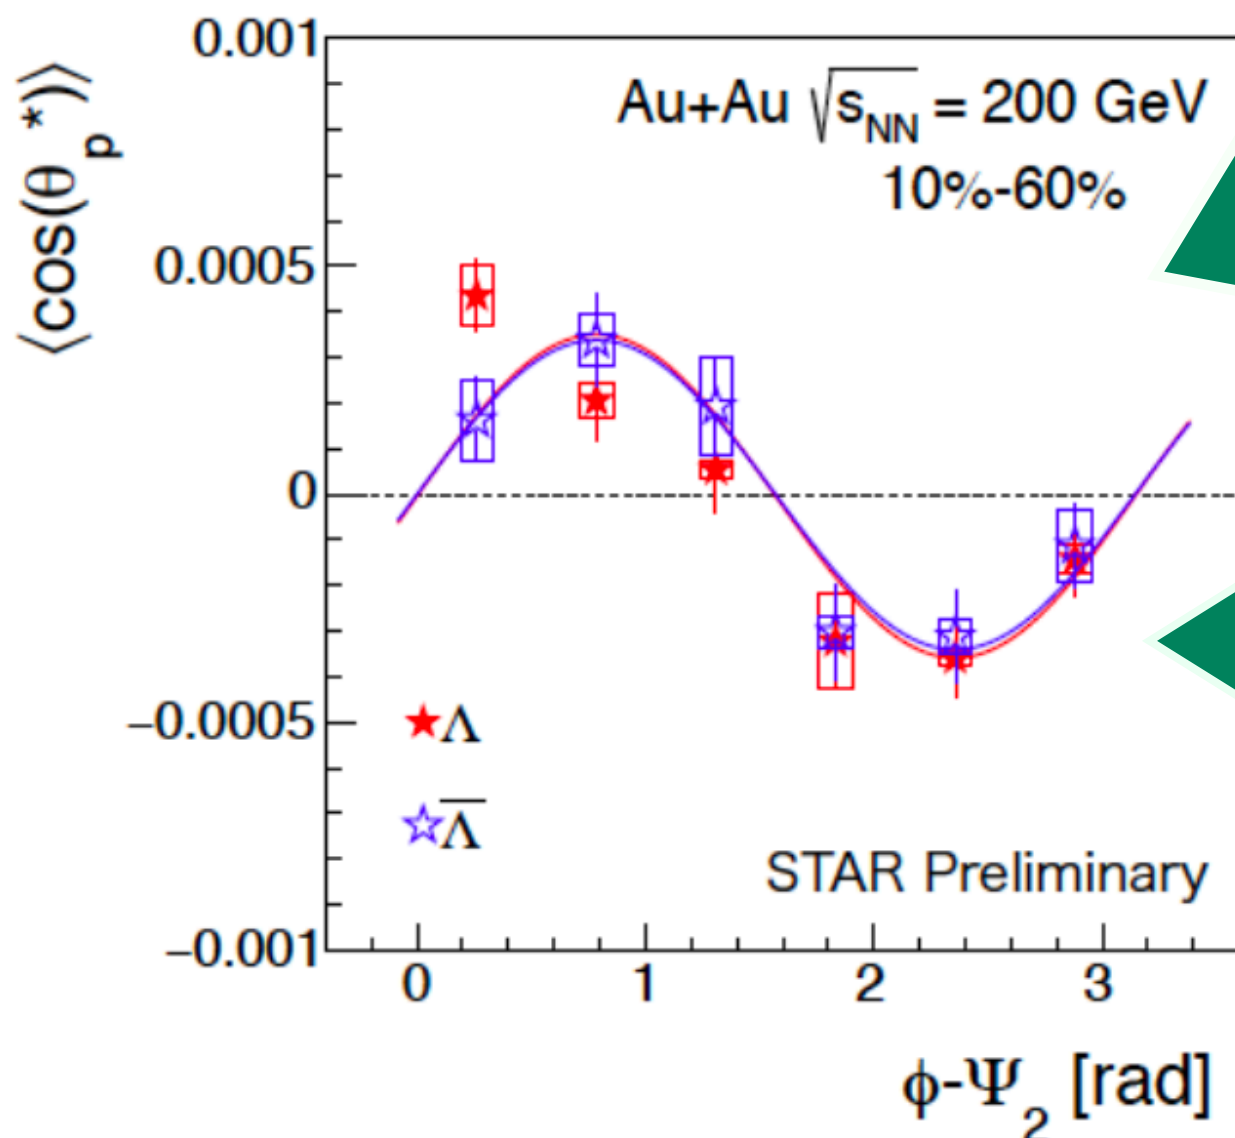 0.001
⟨cos(θp*)⟩
Au+Au √sNN = 200 GeV
10%-60%
0.0005
0
−0.0005
Λ
Λ̅
STAR Preliminary
−0.001
0 1 2 3
ϕ-Ψ2 [rad]